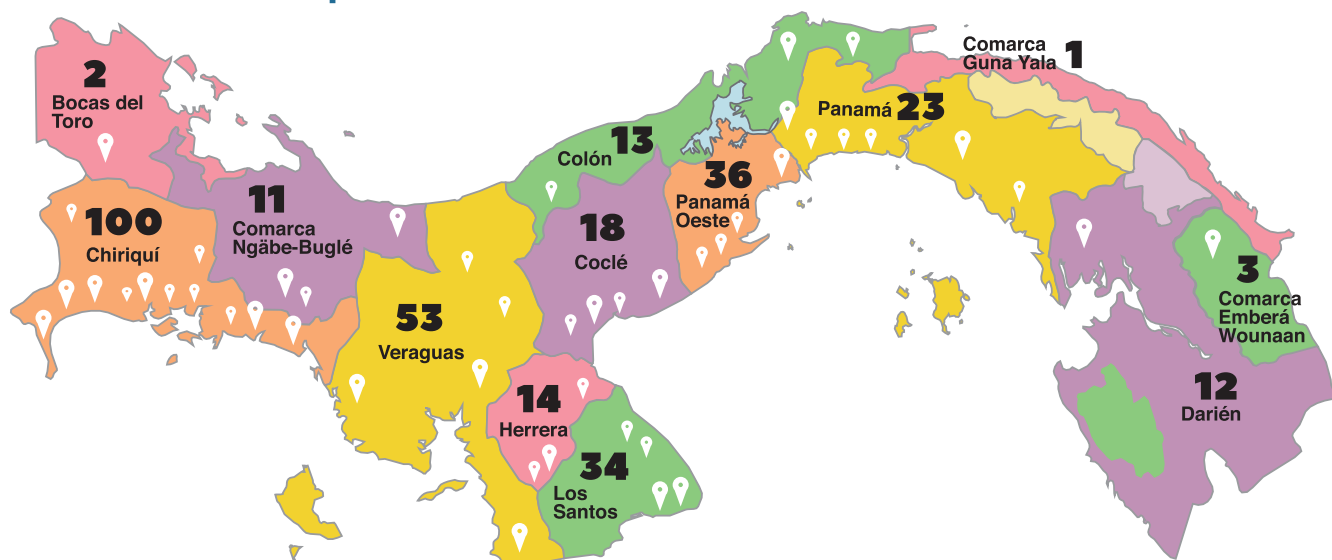 2
Bocas del
Toro
100
Chiriquí
11
Comarca
Ngäbe-Buglé
53
Veraguas
13
Colón
18
Coclé
36
Panamá
Oeste
14
Herrera
34
Los
Santos
Panamá 23
Comarca
Guna Yala 1
3
Comarca
Emberá
Wounaan
12
Darién